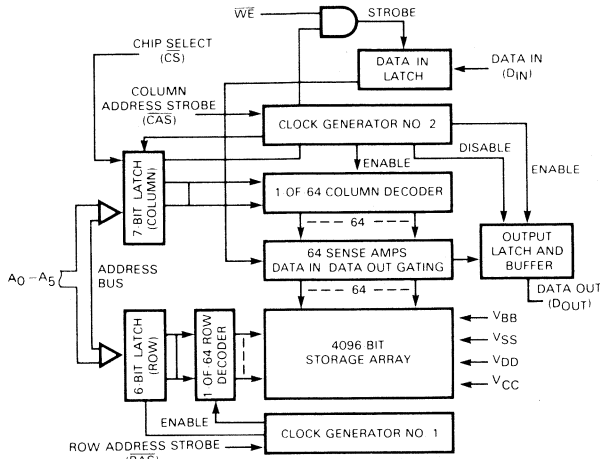 WE
STROBE
CHIP SELECT
(CS)
DATA IN
LATCH
DATA IN
(DIN)
COLUMN
ADDRESS STROBE
(CAS)
CLOCK GENERATOR NO. 2
DISABLE
ENABLE
ENABLE
7-BIT LATCH
(COLUMN)
1 OF 64 COLUMN DECODER
64
A0-A5
ADDRESS
BUS
64 SENSE AMPS
DATA IN DATA OUT GATING
OUTPUT
LATCH AND
BUFFER
DATA OUT
(DOUT)
64
6-BIT LATCH
(ROW)
1-OF-64 ROW
DECODER
4096 BIT
STORAGE ARRAY
VBB
VSS
VDD
VCC
ENABLE
CLOCK GENERATOR NO. 1
ROW ADDRESS STROBE